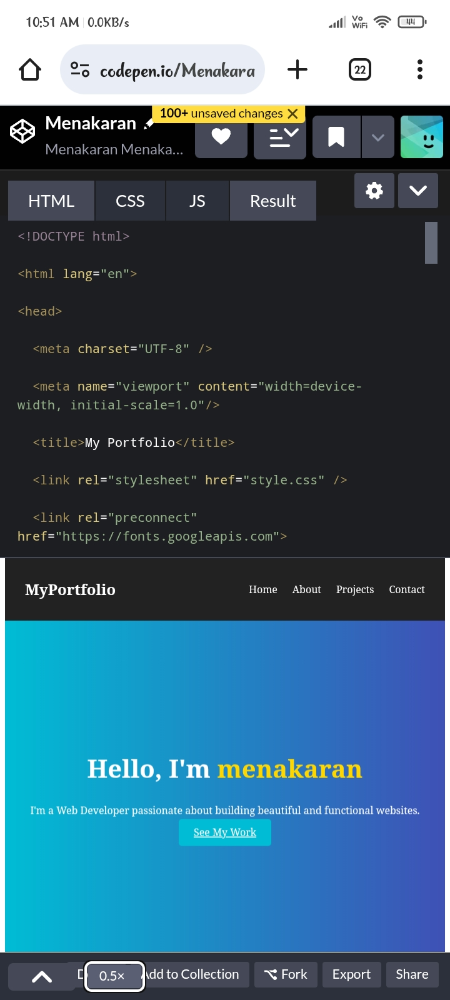 10:51 AM | 0.0KB/s
Vo
WiFi
44
codepen.io/Menakara
22
100+ unsaved changes
Menakaran
Menakaran Menaka...
HTML
CSS
JS
Result
<!DOCTYPE html>
<html lang="en">
<head>
<meta charset="UTF-8" />
<meta name="viewport" content="width=device-
width, initial-scale=1.0"/>
<title>My Portfolio</title>
<link rel="stylesheet" href="style.css" />
<link rel="preconnect"
href="https://fonts.googleapis.com">
MyPortfolio
Home
About
Projects
Contact
Hello, I'm menakaran
I'm a Web Developer passionate about building beautiful and functional websites.
See My Work
0.5×
Add to Collection
Fork
Export
Share